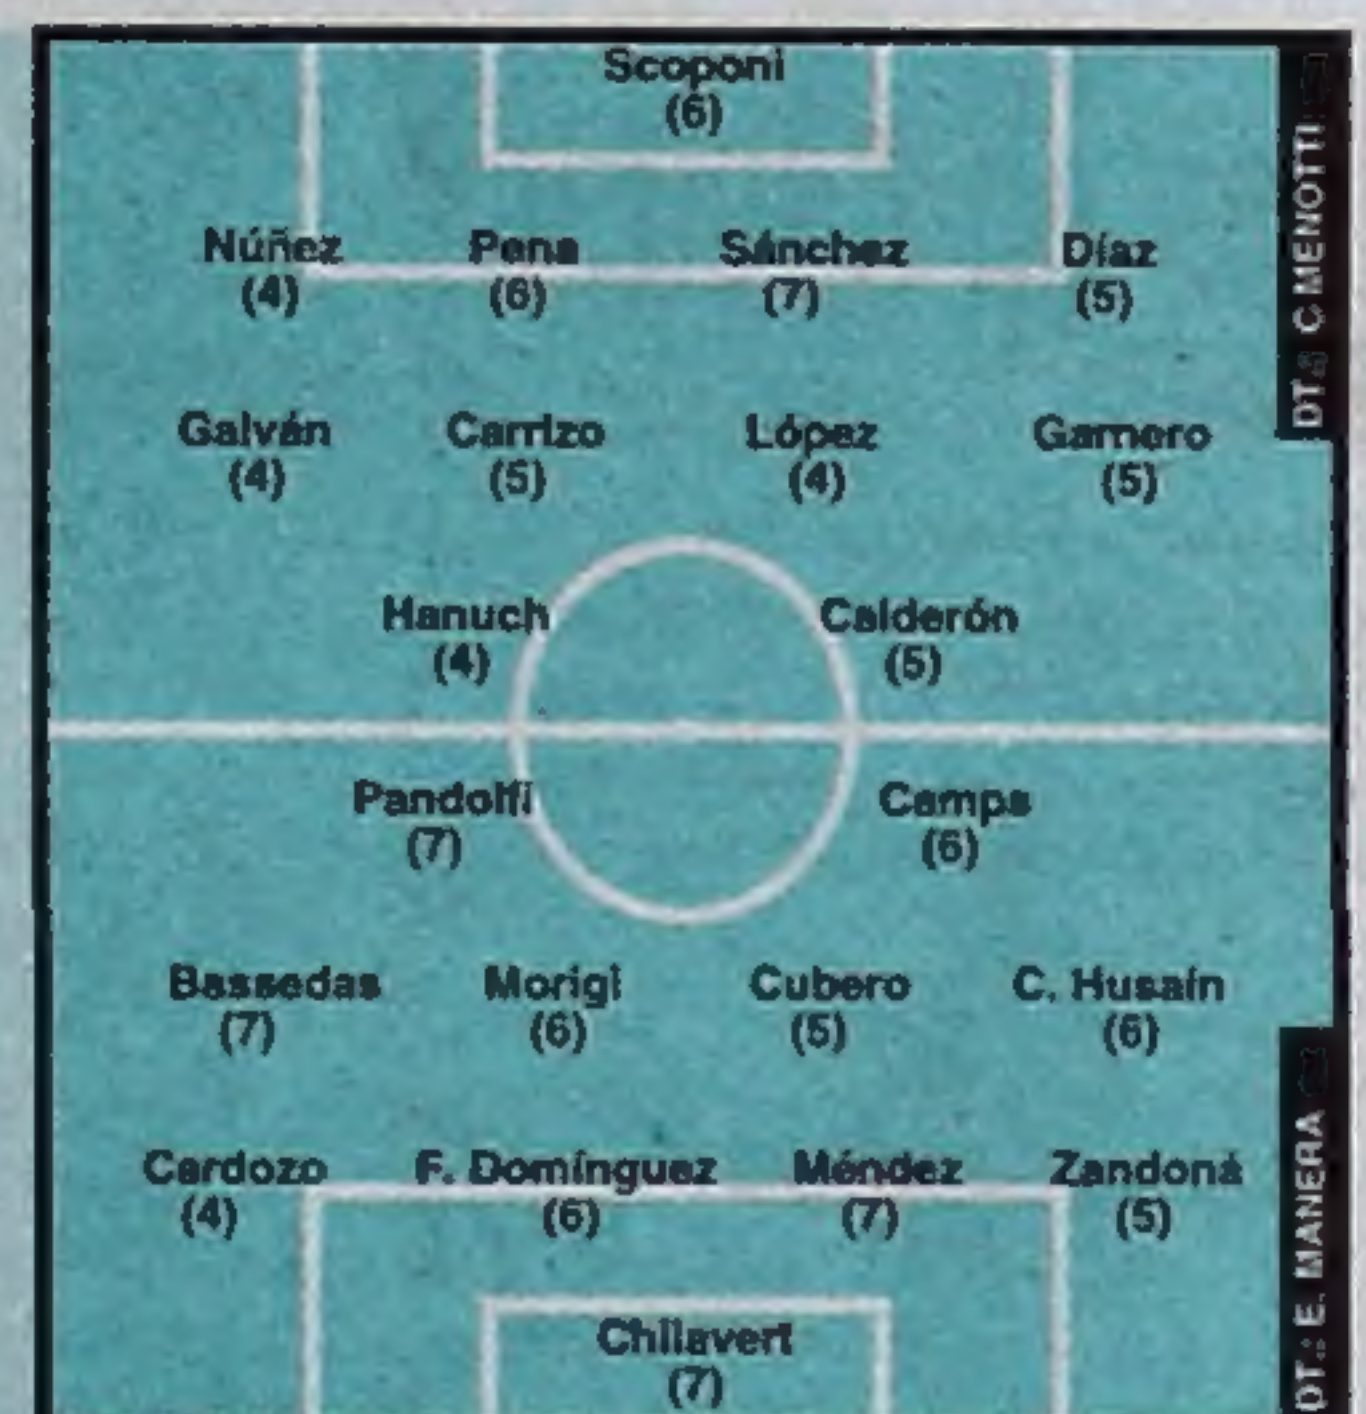 Scoponi
(6)
Núñez Pena Sánchez Díaz
(4) (6) (7) (5)
Galván Carrizo López Garnero
(4) (5) (4) (5)
Hanuch Calderón
(4) (5)
Pandolfi Camps
(7) (6)
Bassedas Morigi Cubero C. Husaín
(7) (6) (5) (6)
Cardozo F. Domínguez Méndez Zandoná
(4) (6) (7) (5)
Chilavert
(7)
DT.: C MENOTTI
DT.: E. MANERA